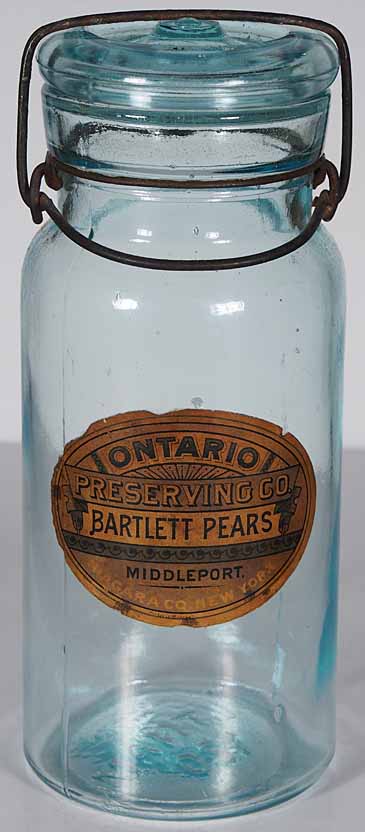 ONTARIO
PRESERVING CO.
BARTLETT PEARS
MIDDLEPORT,
NIAGARA CO. NEW YORK